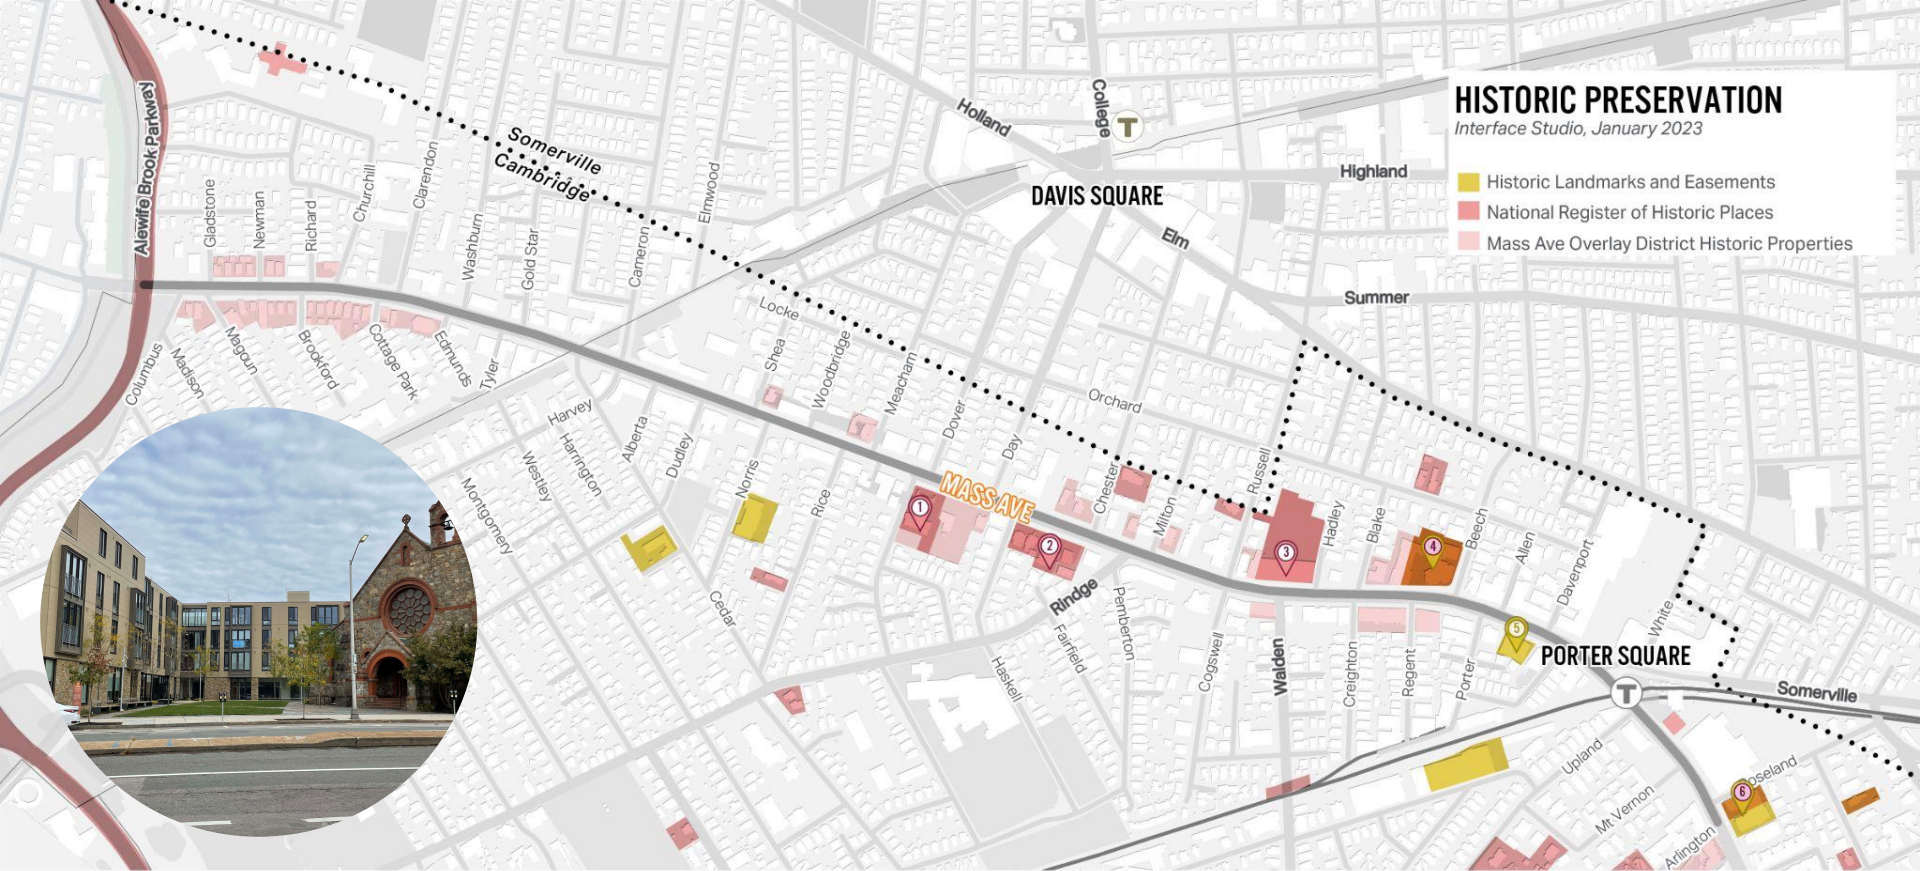 HISTORIC PRESERVATION
Interface Studio, January 2023
Historic Landmarks and Easements
National Register of Historic Places
Mass Ave Overlay District Historic Properties
Alewife Brook Parkway
Somerville
Cambridge
Holland
College
T
DAVIS SQUARE
Highland
Elm
Summer
Gladstone
Newman
Richard
Churchill
Clarendon
Washburn
Gold Star
Cameron
Elmwood
Locke
Shea
Woodbridge
Meacham
Dover
Day
Orchard
Chester
Milton
Russell
Hadley
Blake
Beech
Allen
Davenport
White
Columbus
Madison
Magoun
Brookford
Cottage Park
Edmunds
Tyler
Harvey
Montgomery
Westley
Harrington
Alberta
Dudley
Norris
Rice
Cedar
MASS AVE
1
2
3
4
5
6
Rindge
Haskell
Fairfield
Pemberton
Cogswell
Walden
Creighton
Regent
Porter
PORTER SQUARE
T
Somerville
Upland
Mt Vernon
Arlington